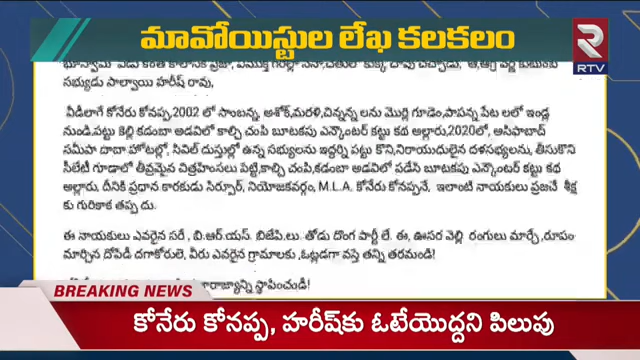 మావోయిస్టుల లేఖ కలకలం
R
RTV
సభ్యుడు పాల్వాయి హరీష్ రావు,
వీడీలాగే కోనేరు కోనప్ప,2002 లో సాంబన్న, అశోక్,మురళి,చిన్నన్న లను మొర్లి గూడెం,పాపన్న పేట లలో ఇండ్ల
నుండి,పట్టు కెల్లి కడంబా అడవిలో కాల్చి చంపి బూటకపు ఎన్కౌంటర్ కట్టు కథ అల్లారు,2020లో, ఆసిఫాబాద్
సమీపా దాబా హోటల్లో, సివిల్ దుస్తుల్లో ఉన్న సభ్యులను ఇద్దర్ని పట్టు కొని,నిరాయుధులైన దళసభ్యులను, తీసుకొని
సీలేటీ గూడాలో తీవ్రమైన చిత్రహింసలు పెట్టి,కాల్చి చంపి,కడంబా అడవిలో పడేసి బూటకపు ఎన్కౌంటర్ కట్టు కథ
అల్లారు, దీనికి ప్రధాన కారకుడు సిర్పూర్, నియోజకవర్గం, M.L.A. కోనేరు కోనప్పనే. ఇలాంటి నాయకులు ప్రజచే శిక్ష
కు గురికాక తప్ప దు.
ఈ నాయకులు ఎవరైన సరే , బి.ఆర్.యస్. బిజెపి.లు తోడు దొంగ పార్టీ లే. ఈ, ఊసర వెల్లి రంగులు మార్చే ,రూపం
మార్చిన దోపిడీ దగాకోరులె, వీరు ఎవరైన గ్రామాలకు ,ఓట్లడగా వస్తే తన్ని తరమండి!
రాజ్యాన్ని స్థాపించండి!
BREAKING NEWS
కోనేరు కోనప్ప, హరీష్‌కు ఓటేయొద్దని పిలుపు